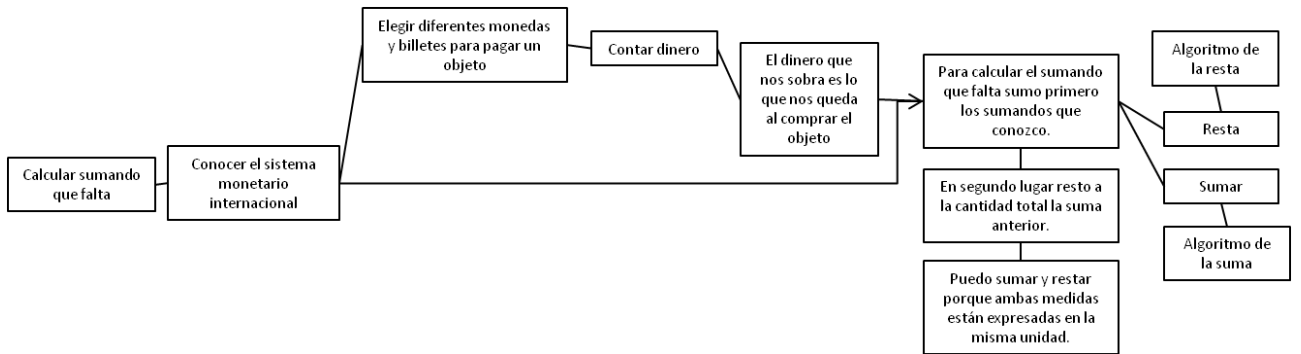 Calcular sumando
que falta
Conocer el sistema
monetario
internacional
Elegir diferentes monedas
y billetes para pagar un
objeto
Contar dinero
El dinero que
nos sobra es lo
que nos queda
al comprar el
objeto
Para calcular el sumando
que falta sumo primero
los sumandos que
conozco.
En segundo lugar resto a
la cantidad total la suma
anterior.
Puedo sumar y restar
porque ambas medidas
están expresadas en la
misma unidad.
Algoritmo de
la resta
Resta
Sumar
Algoritmo de
la suma